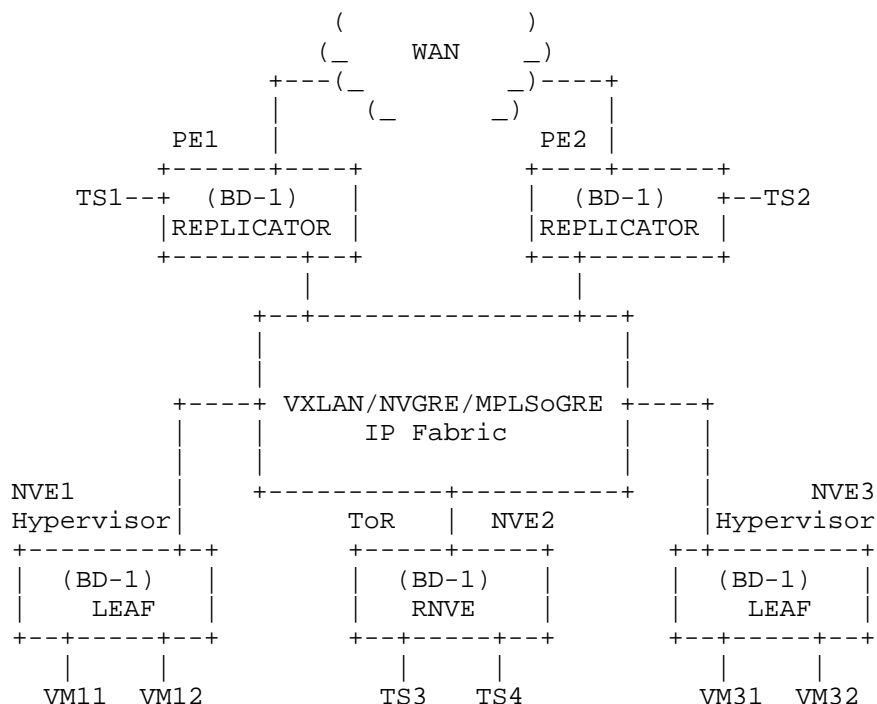 WAN
PE1 PE2
TS1 (BD-1) (BD-1) TS2
REPLICATOR REPLICATOR
VXLAN/NVGRE/MPLSoGRE
IP Fabric
NVE1 NVE3
Hypervisor ToR NVE2 Hypervisor
(BD-1) (BD-1) (BD-1)
LEAF RNVE LEAF
VM11 VM12 TS3 TS4 VM31 VM32